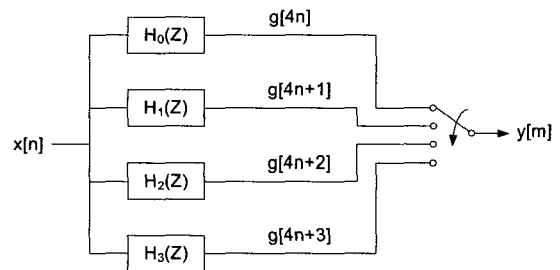 g[4n]
H₀(Z)
g[4n+1]
H₁(Z)
x[n]
y[m]
g[4n+2]
H₂(Z)
g[4n+3]
H₃(Z)